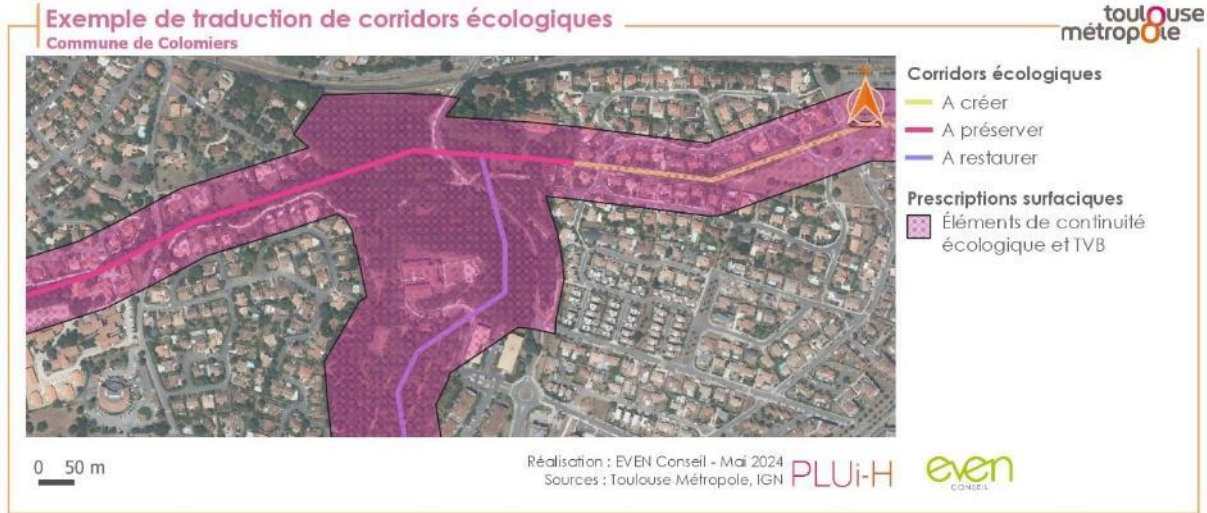 Exemple de traduction de corridors écologiques
Commune de Colomiers
toulouse
métropole
Corridors écologiques
A créer
A préserver
A restaurer
Prescriptions surfaciques
Éléments de continuité
écologique et TVB
0 50 m
Réalisation : EVEN Conseil - Mai 2024
Sources : Toulouse Métropole, IGN
PLUi-H
even
CONSEIL